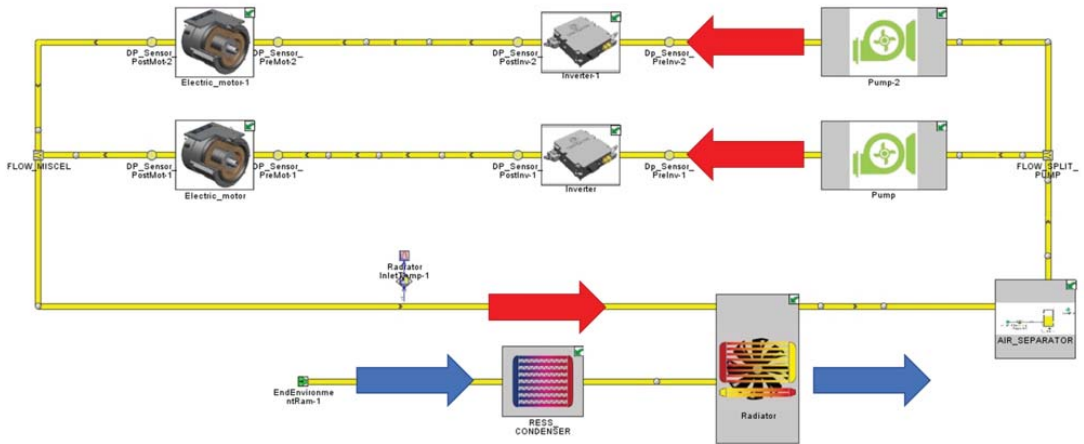 DP_Sensor_
PostMot-2
Electric_motor-1
DP_Sensor_
PreMot-2
DP_Sensor_
PostInv-2
Inverter-1
Dp_Sensor_
PreInv-2
Pump-2
FLOW_MISCEL
DP_Sensor_
PostMot-1
Electric_motor
DP_Sensor_
PreMot-1
DP_Sensor_
PostInv-1
Inverter
Dp_Sensor_
PreInv-1
Pump
FLOW_SPLIT_
PUMP
Radiator
InletTemp-1
AIR_SEPARATOR
EndEnvironme
ntRam-1
RESS_
CONDENSER
Radiator